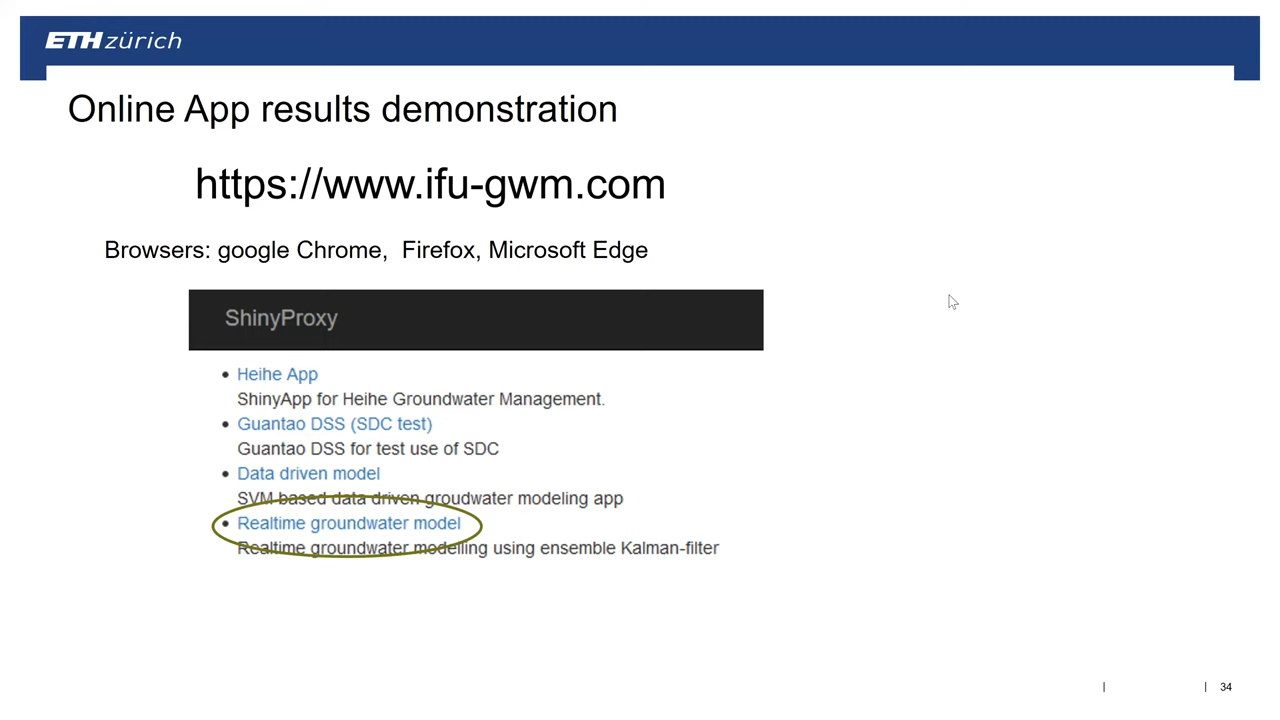 ETH zürich
Online App results demonstration
https://www.ifu-gwm.com
Browsers: google Chrome,  Firefox, Microsoft Edge
ShinyProxy
• Heihe App
ShinyApp for Heihe Groundwater Management.
• Guantao DSS (SDC test)
Guantao DSS for test use of SDC
• Data driven model
SVM based data driven groudwater modeling app
• Realtime groundwater model
Realtime groundwater modelling using ensemble Kalman-filter
| | 34